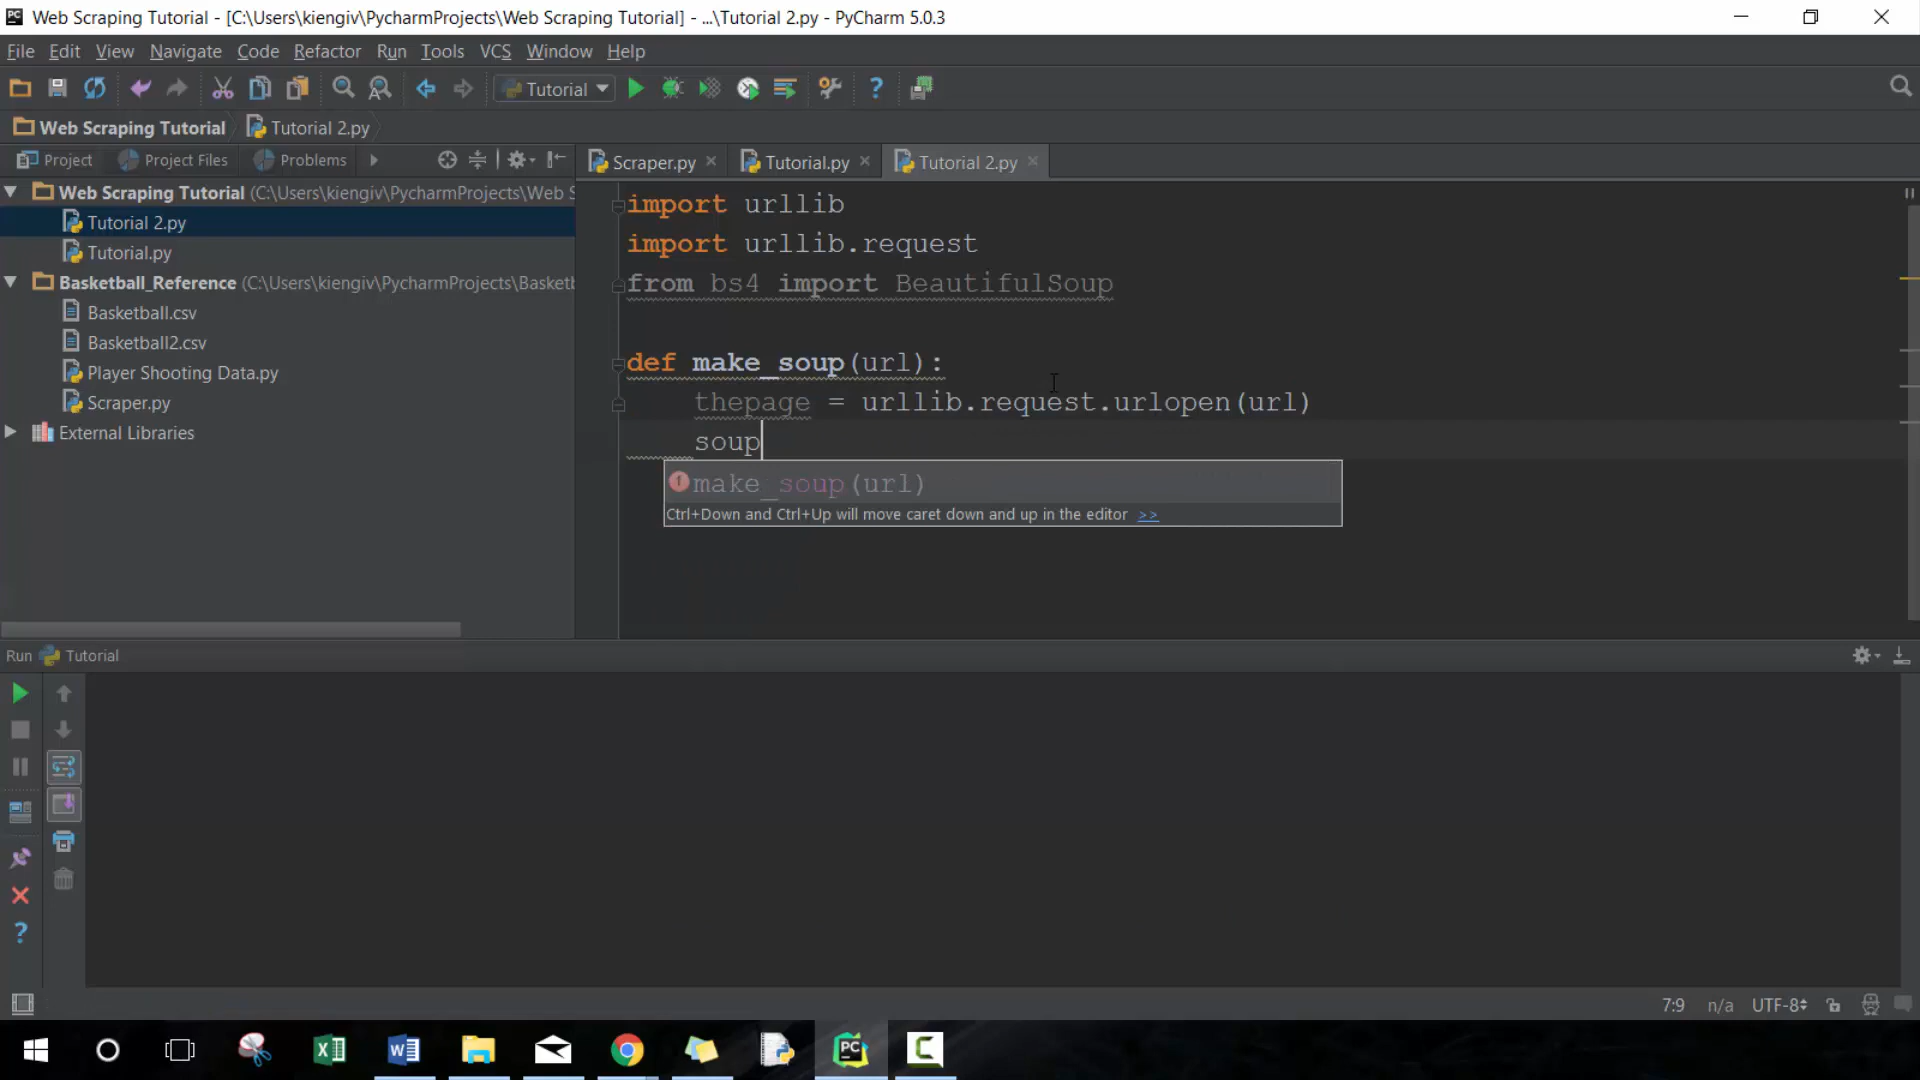 Web Scraping Tutorial - [C:\Users\kiengiv\PycharmProjects\Web Scraping Tutorial] - ...\Tutorial 2.py - PyCharm 5.0.3
File Edit View Navigate Code Refactor Run Tools VCS Window Help
Tutorial
Web Scraping Tutorial Tutorial 2.py
Project Project Files Problems
Scraper.py Tutorial.py Tutorial 2.py
Web Scraping Tutorial (C:\Users\kiengiv\PycharmProjects\Web S
Tutorial 2.py
Tutorial.py
Basketball_Reference (C:\Users\kiengiv\PycharmProjects\Basketb
Basketball.csv
Basketball2.csv
Player Shooting Data.py
Scraper.py
External Libraries
import urllib
import urllib.request
from bs4 import BeautifulSoup
def make_soup(url):
thepage = urllib.request.urlopen(url)
soup
make_soup(url)
Ctrl+Down and Ctrl+Up will move caret down and up in the editor >>
Run Tutorial
7:9 n/a UTF-8